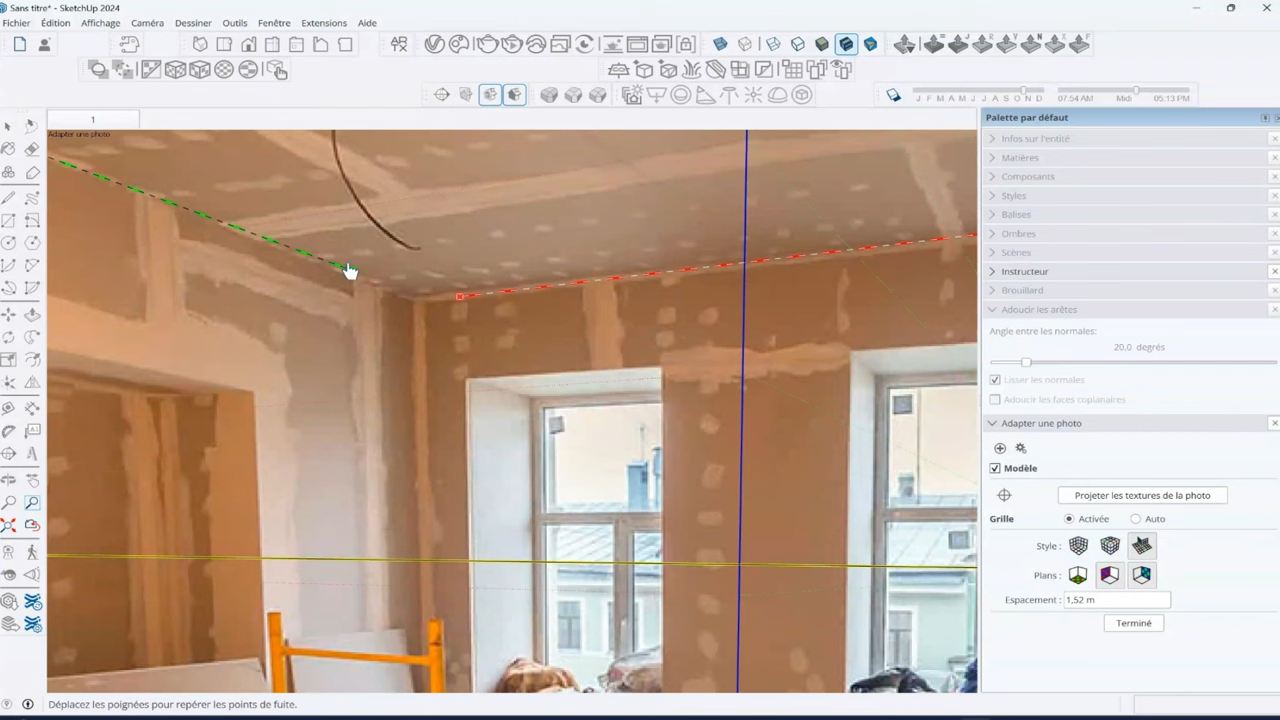 Sans titre* - SketchUp 2024
Fichier Édition Affichage Caméra Dessiner Outils Fenêtre Extensions Aide
J F M A M J J A S O N D 07:54 AM Midi 05:13 PM
1
Adapter une photo
Palette par défaut
Infos sur l'entité
Matières
Composants
Styles
Balises
Ombres
Scènes
Instructeur
Brouillard
Adoucir les arêtes
Angle entre les normales:
20,0 degrés
Lisser les normales
Adoucir les faces coplanaires
Adapter une photo
Modèle
Projeter les textures de la photo
Grille Activée Auto
Style :
Plans :
Espacement : 1,52 m
Terminé
Déplacez les poignées pour repérer les points de fuite.